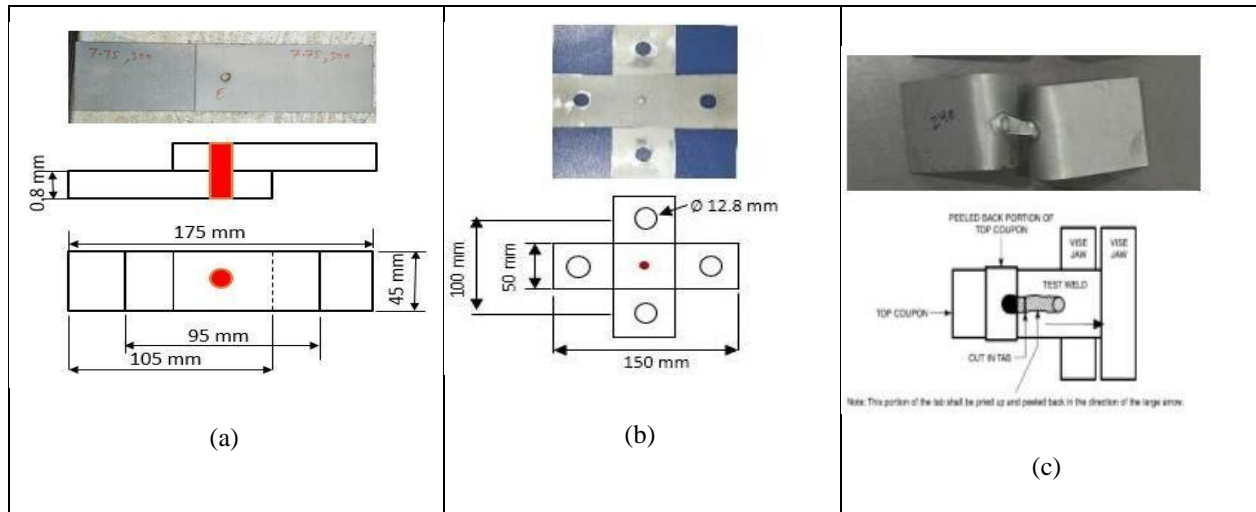 7.75, 300
7.75, 300
E
0.8 mm
175 mm
45 mm
95 mm
105 mm
(a)
Ø 12.8 mm
100 mm
50 mm
150 mm
(b)
240
PEELED BACK PORTION OF
TOP COUPON
VISE
JAW
VISE
JAW
TEST WELD
TOP COUPON
CUT IN TAB
Note: This portion of the tab shall be pried up and peeled back in the direction of the large arrow.
(c)